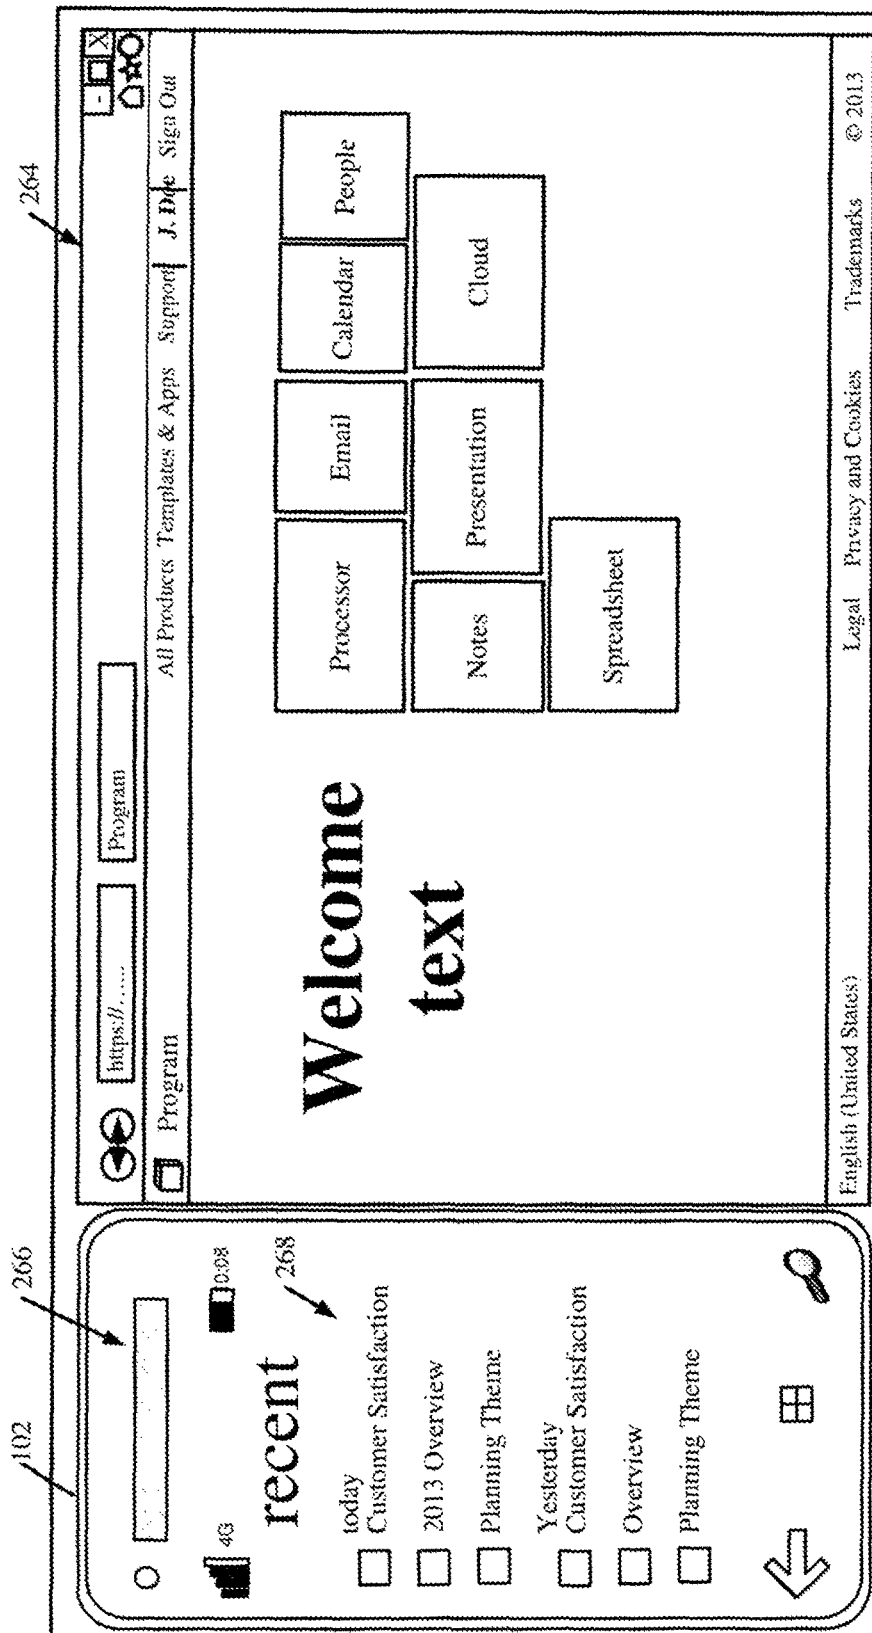 102
266
264
4G
0:08
recent
268
today
Customer Satisfaction
2013 Overview
Planning Theme
Yesterday
Customer Satisfaction
Overview
Planning Theme
https://......
Program
- X
Program
All Products Templates & Apps Support J. Doe Sign Out
Welcome
text
Processor
Email
Calendar
People
Notes
Presentation
Cloud
Spreadsheet
English (United States)
Legal
Privacy and Cookies
Trademarks
© 2013